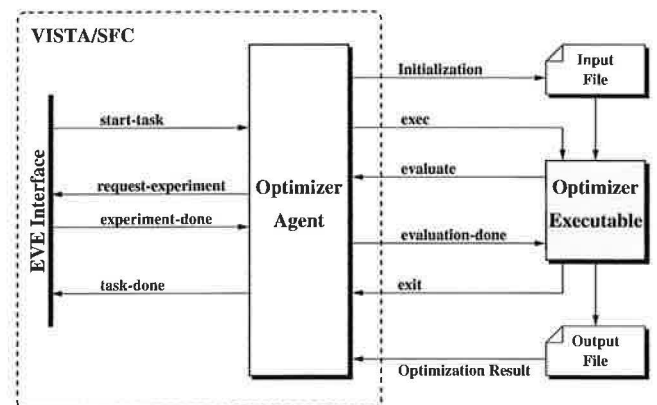 VISTA/SFC
EVE Interface
start-task
request-experiment
experiment-done
task-done
Optimizer
Agent
Initialization
exec
evaluate
evaluation-done
exit
Optimization Result
Input
File
Optimizer
Executable
Output
File